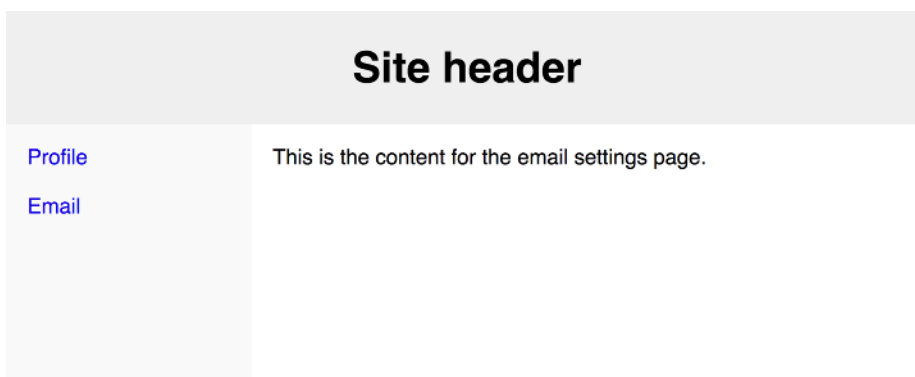 Site header
Profile
This is the content for the email settings page.
Email